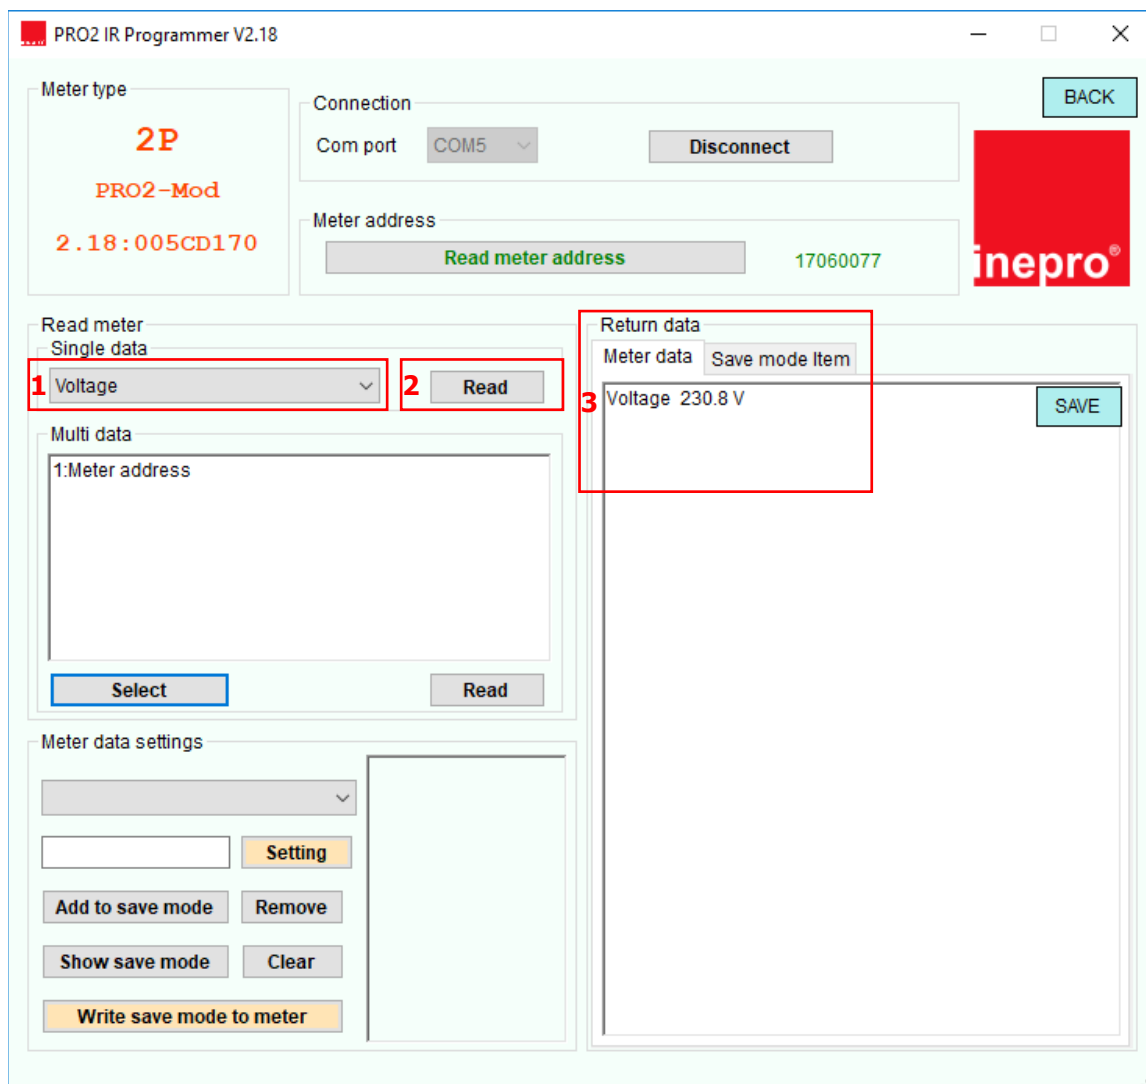 PRO2 IR Programmer V2.18
Meter type
2P
PRO2-Mod
2.18:005CD170
Connection
Com port COM5 Disconnect
BACK
Meter address
Read meter address 17060077
inepro®
Read meter
Single data
1 Voltage 2 Read
Multi data
1:Meter address
Select Read
Return data
Meter data Save mode Item
3 Voltage 230.8 V
SAVE
Meter data settings
Setting
Add to save mode Remove
Show save mode Clear
Write save mode to meter